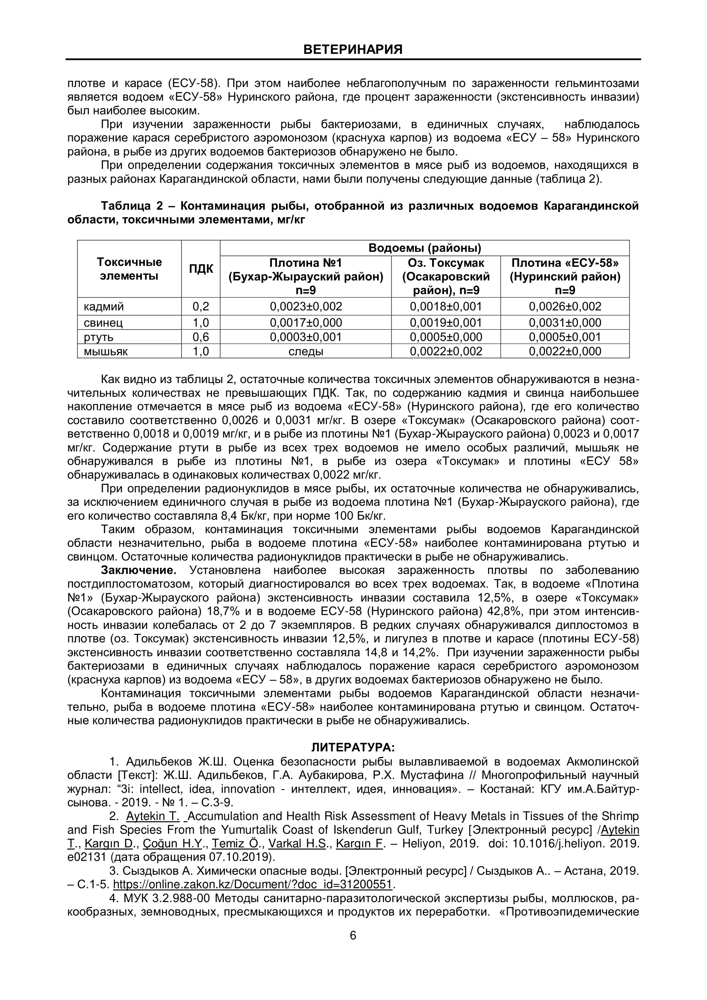 ВЕТЕРИНАРИЯ
плотве и карасе (ЕСУ-58). При этом наиболее неблагополучным по зараженности гельминтозами
является водоем «ЕСУ-58» Нуринского района, где процент зараженности (экстенсивность инвазии)
был наиболее высоким.
При изучении зараженности рыбы бактериозами, в единичных случаях, наблюдалось
поражение карася серебристого аэромонозом (краснуха карпов) из водоема «ЕСУ – 58» Нуринского
района, в рыбе из других водоемов бактериозов обнаружено не было.
При определении содержания токсичных элементов в мясе рыб из водоемов, находящихся в
разных районах Карагандинской области, нами были получены следующие данные (таблица 2).
Таблица 2 – Контаминация рыбы, отобранной из различных водоемов Карагандинской
области, токсичными элементами, мг/кг
Токсичные элементы ПДК Водоемы (районы)
Плотина №1 (Бухар-Жырауский район) n=9 Оз. Токсумак (Осакаровский район), n=9 Плотина «ЕСУ-58» (Нуринский район) n=9
кадмий 0,2 0,0023±0,002 0,0018±0,001 0,0026±0,002
свинец 1,0 0,0017±0,000 0,0019±0,001 0,0031±0,000
ртуть 0,6 0,0003±0,001 0,0005±0,000 0,0005±0,001
мышьяк 1,0 следы 0,0022±0,002 0,0022±0,000
Как видно из таблицы 2, остаточные количества токсичных элементов обнаруживаются в незна-
чительных количествах не превышающих ПДК. Так, по содержанию кадмия и свинца наибольшее
накопление отмечается в мясе рыб из водоема «ЕСУ-58» (Нуринского района), где его количество
составило соответственно 0,0026 и 0,0031 мг/кг. В озере «Токсумак» (Осакаровского района) соот-
ветственно 0,0018 и 0,0019 мг/кг, и в рыбе из плотины №1 (Бухар-Жырауского района) 0,0023 и 0,0017
мг/кг. Содержание ртути в рыбе из всех трех водоемов не имело особых различий, мышьяк не
обнаруживался в рыбе из плотины №1, в рыбе из озера «Токсумак» и плотины «ЕСУ 58»
обнаруживалась в одинаковых количествах 0,0022 мг/кг.
При определении радионуклидов в мясе рыбы, их остаточные количества не обнаруживались,
за исключением единичного случая в рыбе из водоема плотина №1 (Бухар-Жырауского района), где
его количество составляла 8,4 Бк/кг, при норме 100 Бк/кг.
Таким образом, контаминация токсичными элементами рыбы водоемов Карагандинской
области незначительно, рыба в водоеме плотина «ЕСУ-58» наиболее контаминирована ртутью и
свинцом. Остаточные количества радионуклидов практически в рыбе не обнаруживались.
Заключение. Установлена наиболее высокая зараженность плотвы по заболеванию
постдиплостоматозом, который диагностировался во всех трех водоемах. Так, в водоеме «Плотина
№1» (Бухар-Жырауского района) экстенсивность инвазии составила 12,5%, в озере «Токсумак»
(Осакаровского района) 18,7% и в водоеме ЕСУ-58 (Нуринского района) 42,8%, при этом интенсив-
ность инвазии колебалась от 2 до 7 экземпляров. В редких случаях обнаруживался диплостомоз в
плотве (оз. Токсумак) экстенсивность инвазии 12,5%, и лигулез в плотве и карасе (плотины ЕСУ-58)
экстенсивность инвазии соответственно составляла 14,8 и 14,2%. При изучении зараженности рыбы
бактериозами в единичных случаях наблюдалось поражение карася серебристого аэромонозом
(краснуха карпов) из водоема «ЕСУ – 58», в других водоемах бактериозов обнаружено не было.
Контаминация токсичными элементами рыбы водоемов Карагандинской области незначи-
тельно, рыба в водоеме плотина «ЕСУ-58» наиболее контаминирована ртутью и свинцом. Остаточ-
ные количества радионуклидов практически в рыбе не обнаруживались.
ЛИТЕРАТУРА:
1. Адильбеков Ж.Ш. Оценка безопасности рыбы вылавливаемой в водоемах Акмолинской
области [Текст]: Ж.Ш. Адильбеков, Г.А. Аубакирова, Р.Х. Мустафина // Многопрофильный научный
журнал: “3i: intellect, idea, innovation - интеллект, идея, инновация». – Костанай: КГУ им.А.Байтур-
сынова. - 2019. - № 1. – С.3-9.
2. Aytekin T. Accumulation and Health Risk Assessment of Heavy Metals in Tissues of the Shrimp
and Fish Species From the Yumurtalik Coast of Iskenderun Gulf, Turkey [Электронный ресурс] /Aytekin
T., Kargın D., Çoğun H.Y., Temiz Ö., Varkal H.S., Kargın F. – Heliyon, 2019. doi: 10.1016/j.heliyon. 2019.
e02131 (дата обращения 07.10.2019).
3. Сыздыков А. Химически опасные воды. [Электронный ресурс] / Сыздыков А.. – Астана, 2019.
– С.1-5. https://online.zakon.kz/Document/?doc_id=31200551.
4. МУК 3.2.988-00 Методы санитарно-паразитологической экспертизы рыбы, моллюсков, ра-
кообразных, земноводных, пресмыкающихся и продуктов их переработки. «Противоэпидемические
6